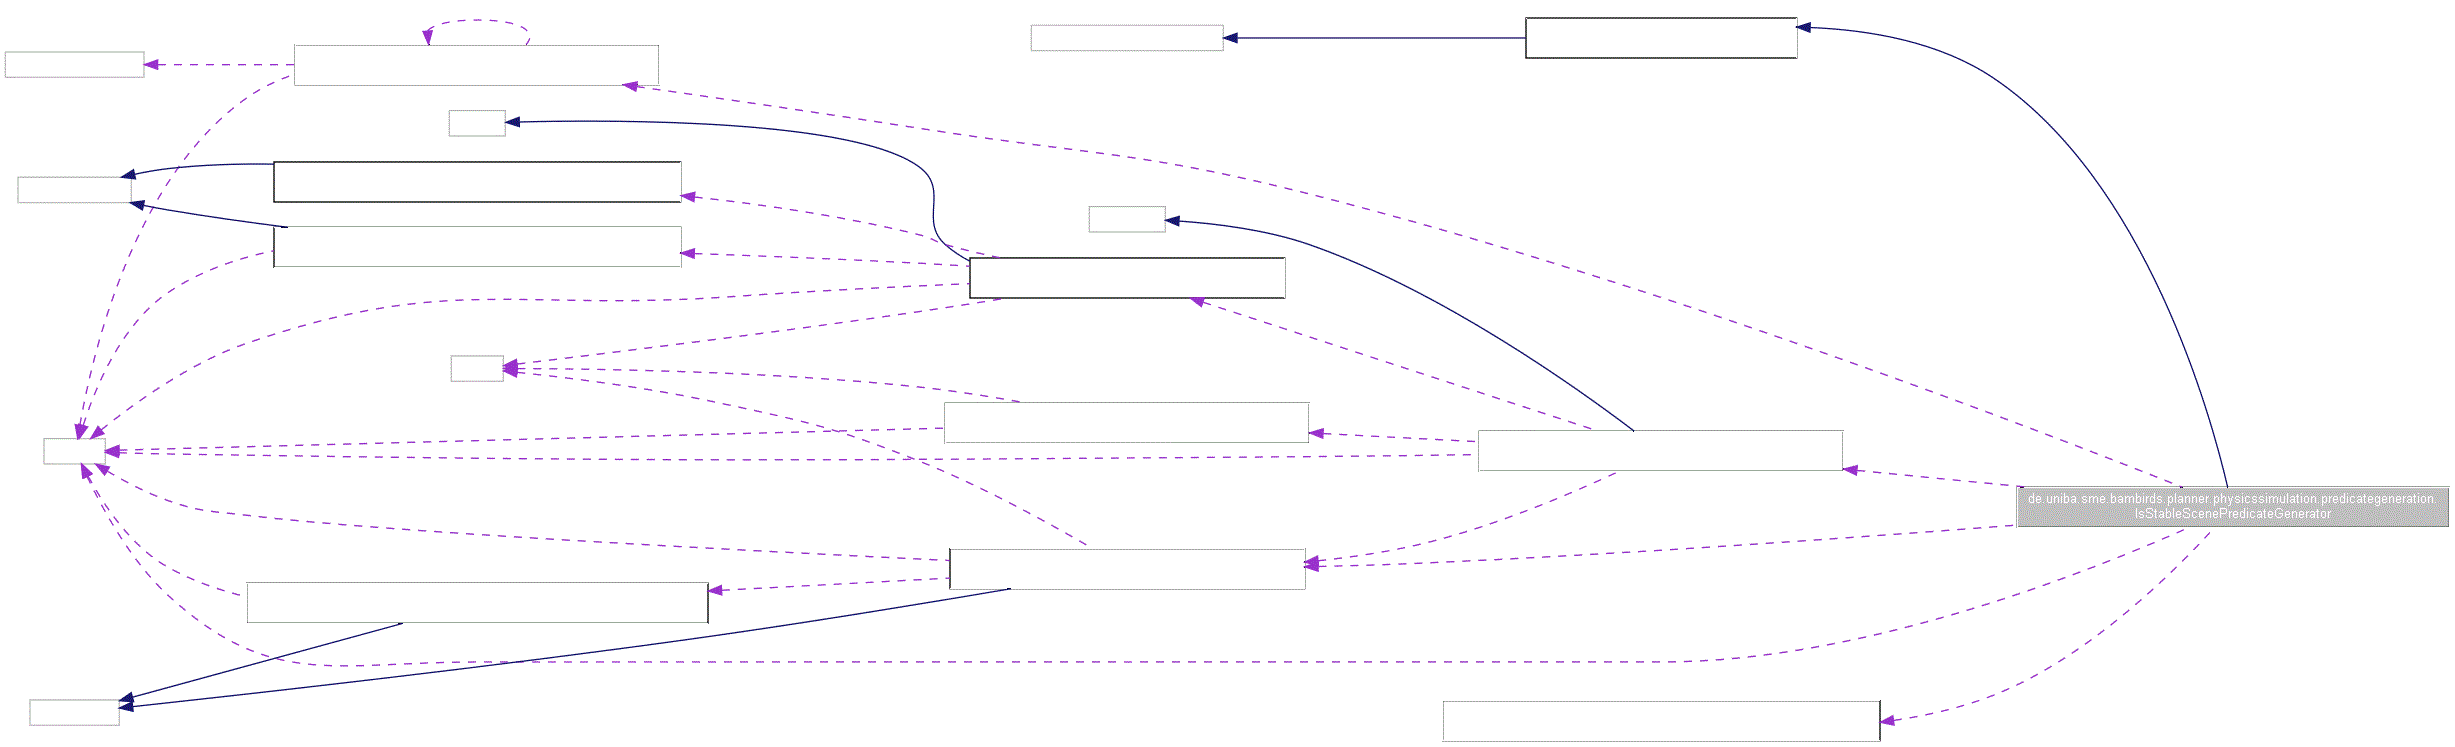 de.uniba.sme.bambirds.planner.physicssimulation.predicategeneration.
IsStableScenePredicateGenerator